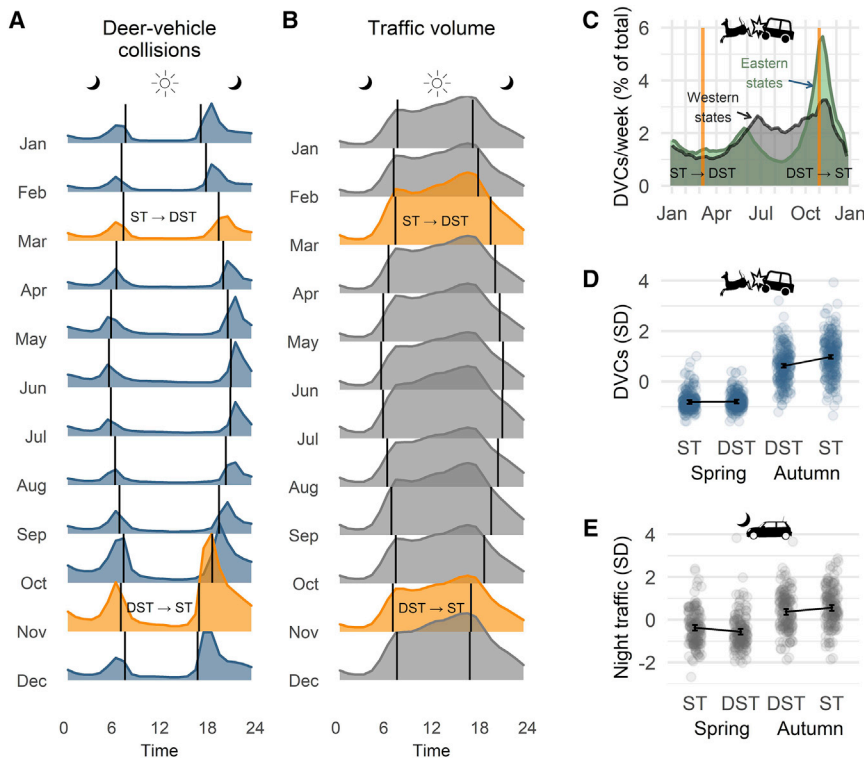 A
Deer-vehicle
collisions
Jan
Feb
ST → DST
Mar
Apr
May
Jun
Jul
Aug
Sep
Oct
DST → ST
Nov
Dec
0 6 12 18 24
Time
B
Traffic volume
Jan
Feb
ST → DST
Mar
Apr
May
Jun
Jul
Aug
Sep
Oct
DST → ST
Nov
Dec
0 6 12 18 24
Time
C
DVCs/week (% of total)
6
4
2
0
Eastern
states
Western
states
ST → DST DST → ST
Jan Apr Jul Oct Jan
D
DVCs (SD)
4
2
0
ST DST DST ST
Spring Autumn
E
Night traffic (SD)
4
2
0
-2
ST DST DST ST
Spring Autumn